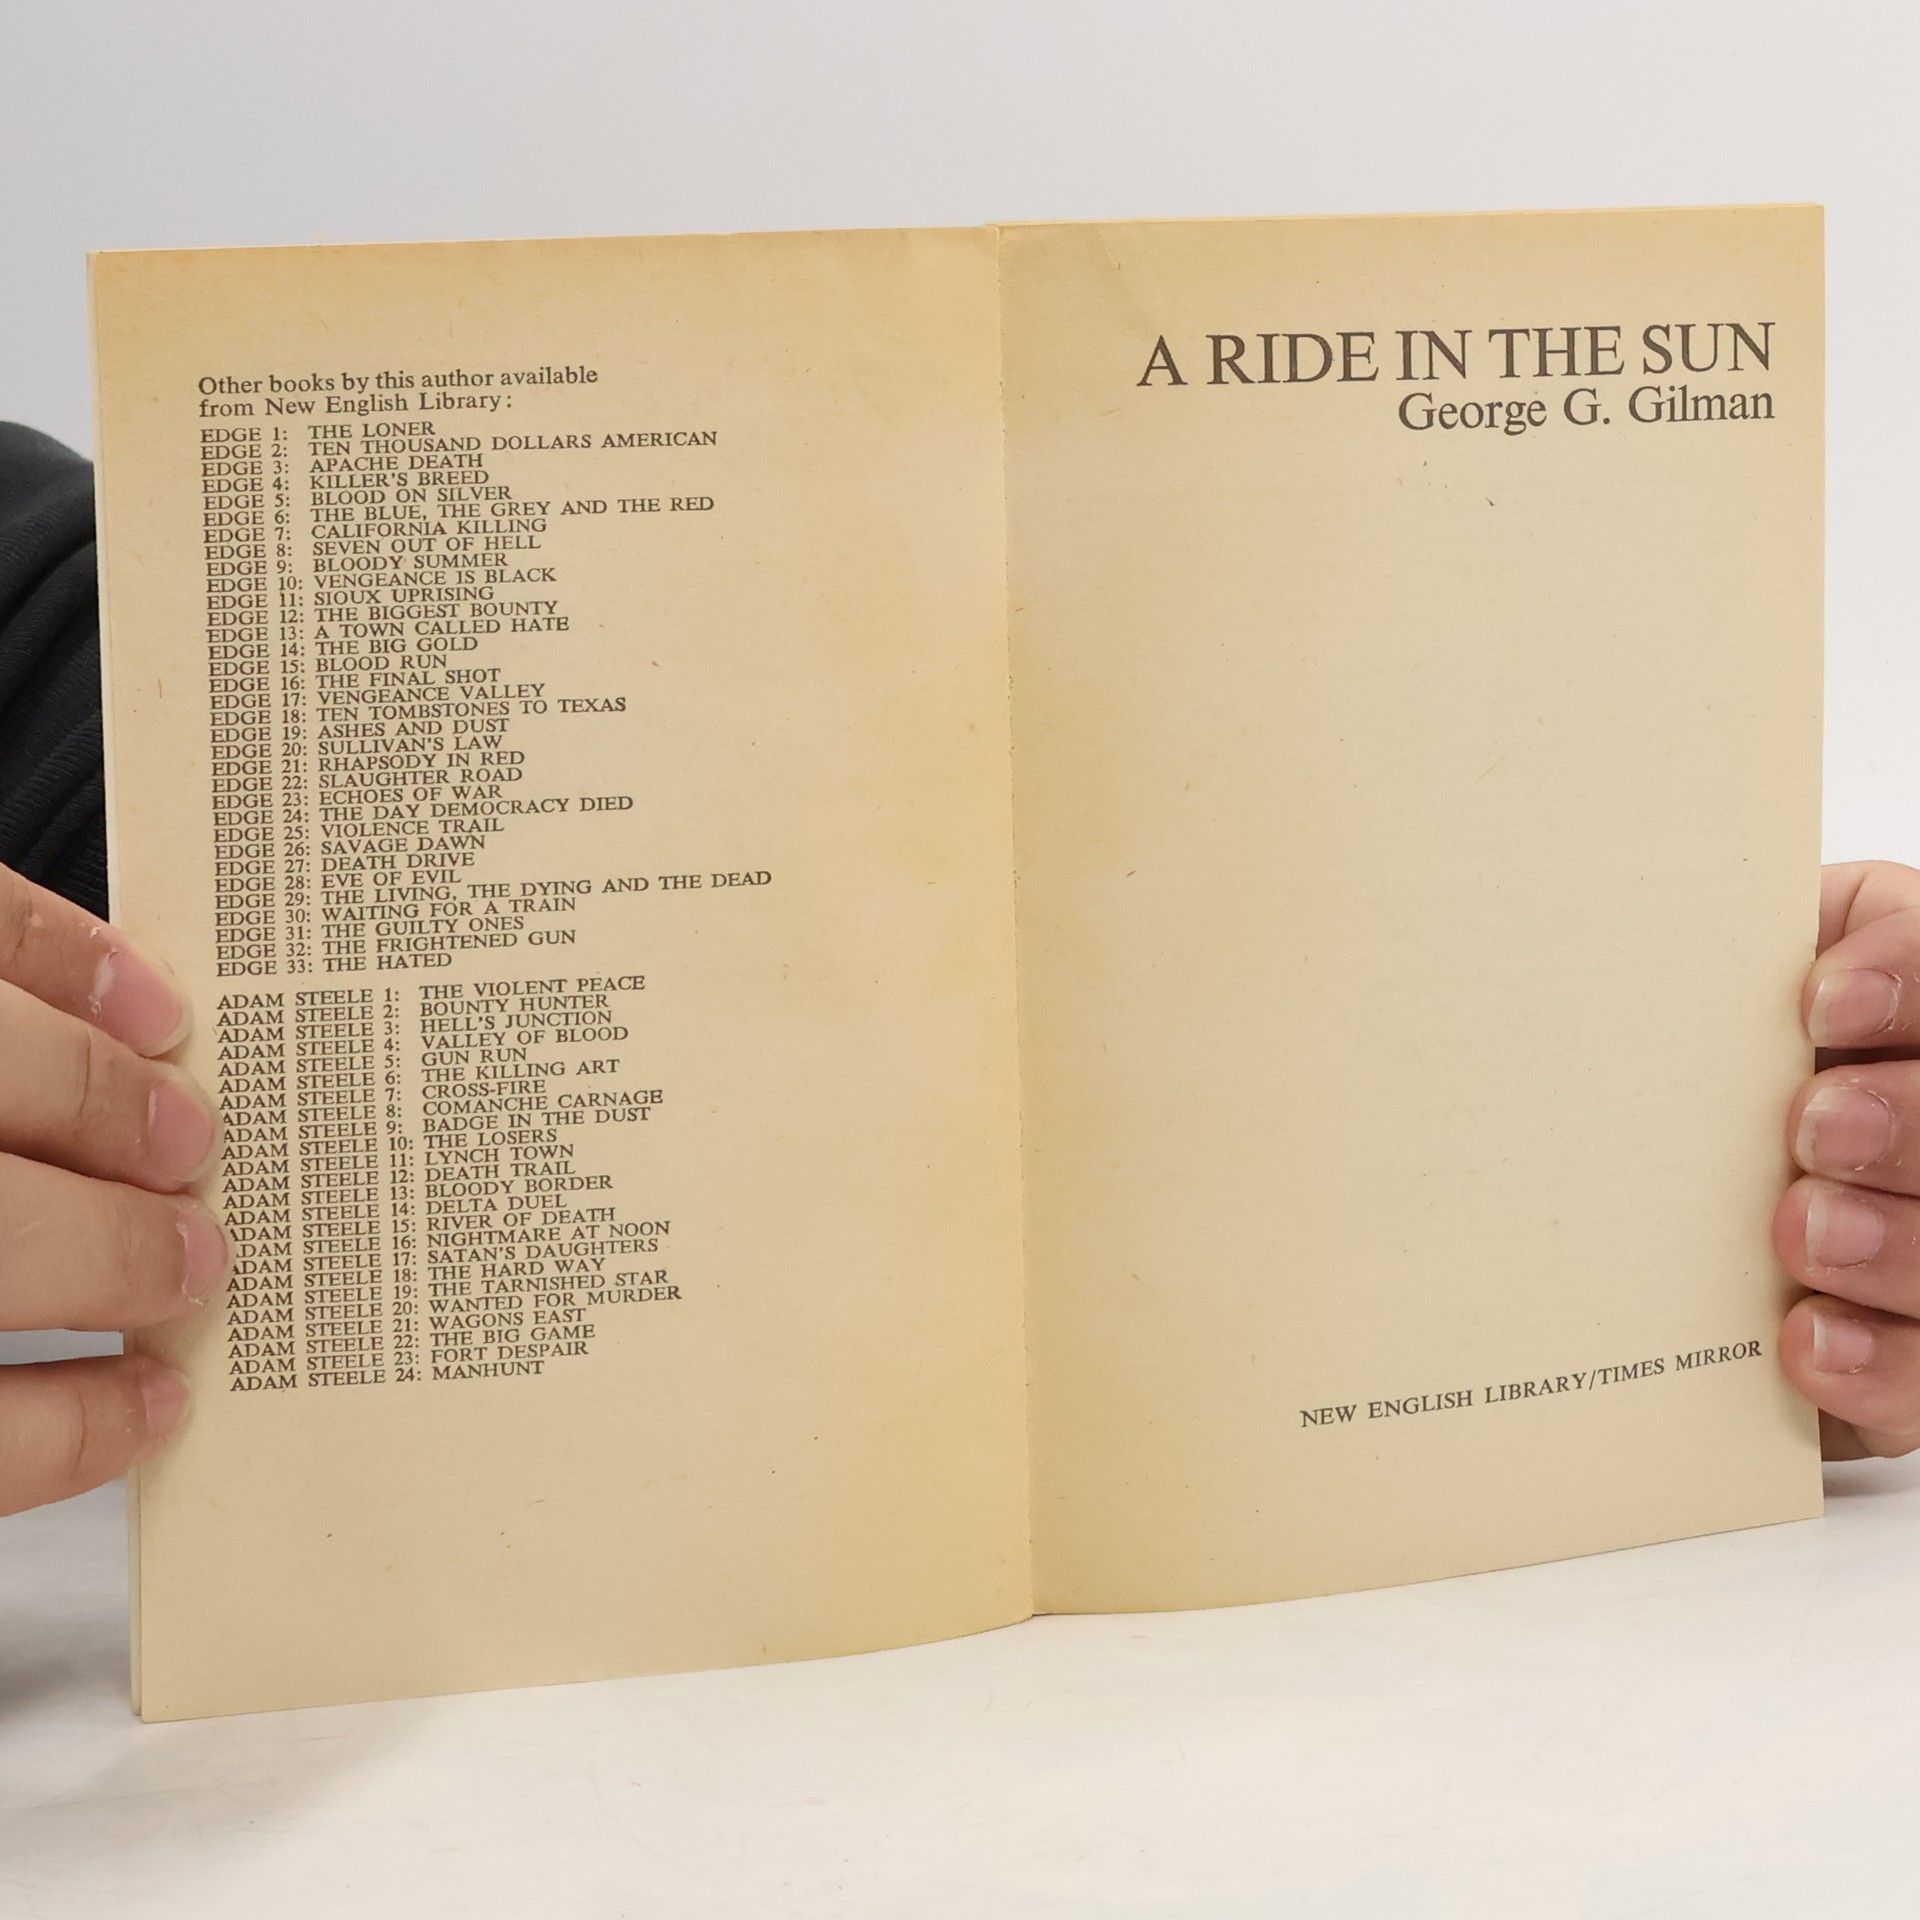 Other books by this author available
from New English Library:
EDGE 1: THE LONER
EDGE 2: TEN THOUSAND DOLLARS AMERICAN
EDGE 3: APACHE DEATH
EDGE 4: KILLER'S BREED
EDGE 5: BLOOD ON SILVER
EDGE 6: THE BLUE, THE GREY AND THE RED
EDGE 7: CALIFORNIA KILLING
EDGE 8: SEVEN OUT OF HELL
EDGE 9: BLOODY SUMMER
EDGE 10: VENGEANCE IS BLACK
EDGE 11: SIOUX UPRISING
EDGE 12: THE BIGGEST BOUNTY
EDGE 13: A TOWN CALLED HATE
EDGE 14: THE BIG GOLD
EDGE 15: BLOOD RUN
EDGE 16: THE FINAL SHOT
EDGE 17: VENGEANCE VALLEY
EDGE 18: TEN TOMBSTONES TO TEXAS
EDGE 19: ASHES AND DUST
EDGE 20: SULLIVAN'S LAW
EDGE 21: RHAPSODY IN RED
EDGE 22: SLAUGHTER ROAD
EDGE 23: ECHOES OF WAR
EDGE 24: THE DAY DEMOCRACY DIED
EDGE 25: VIOLENCE TRAIL
EDGE 26: SAVAGE DAWN
EDGE 27: DEATH DRIVE
EDGE 28: EVE OF EVIL
EDGE 29: THE LIVING, THE DYING AND THE DEAD
EDGE 30: WAITING FOR A TRAIN
EDGE 31: THE GUILTY ONES
EDGE 32: THE FRIGHTENED GUN
EDGE 33: THE HATED
ADAM STEELE 1: THE VIOLENT PEACE
ADAM STEELE 2: BOUNTY HUNTER
ADAM STEELE 3: HELL'S JUNCTION
ADAM STEELE 4: VALLEY OF BLOOD
ADAM STEELE 5: GUN RUN
ADAM STEELE 6: THE KILLING ART
ADAM STEELE 7: CROSS-FIRE
ADAM STEELE 8: COMANCHE CARNAGE
ADAM STEELE 9: BADGE IN THE DUST
ADAM STEELE 10: THE LOSERS
ADAM STEELE 11: LYNCH TOWN
ADAM STEELE 12: DEATH TRAIL
ADAM STEELE 13: BLOODY BORDER
ADAM STEELE 14: DELTA DUEL
ADAM STEELE 15: RIVER OF DEATH
ADAM STEELE 16: NIGHTMARE AT NOON
ADAM STEELE 17: SATAN'S DAUGHTERS
ADAM STEELE 18: THE HARD WAY
ADAM STEELE 19: THE TARNISHED STAR
ADAM STEELE 20: WANTED FOR MURDER
ADAM STEELE 21: WAGONS EAST
ADAM STEELE 22: THE BIG GAME
ADAM STEELE 23: FORT DESPAIR
ADAM STEELE 24: MANHUNT
A RIDE IN THE SUN
George G. Gilman
NEW ENGLISH LIBRARY/TIMES MIRROR